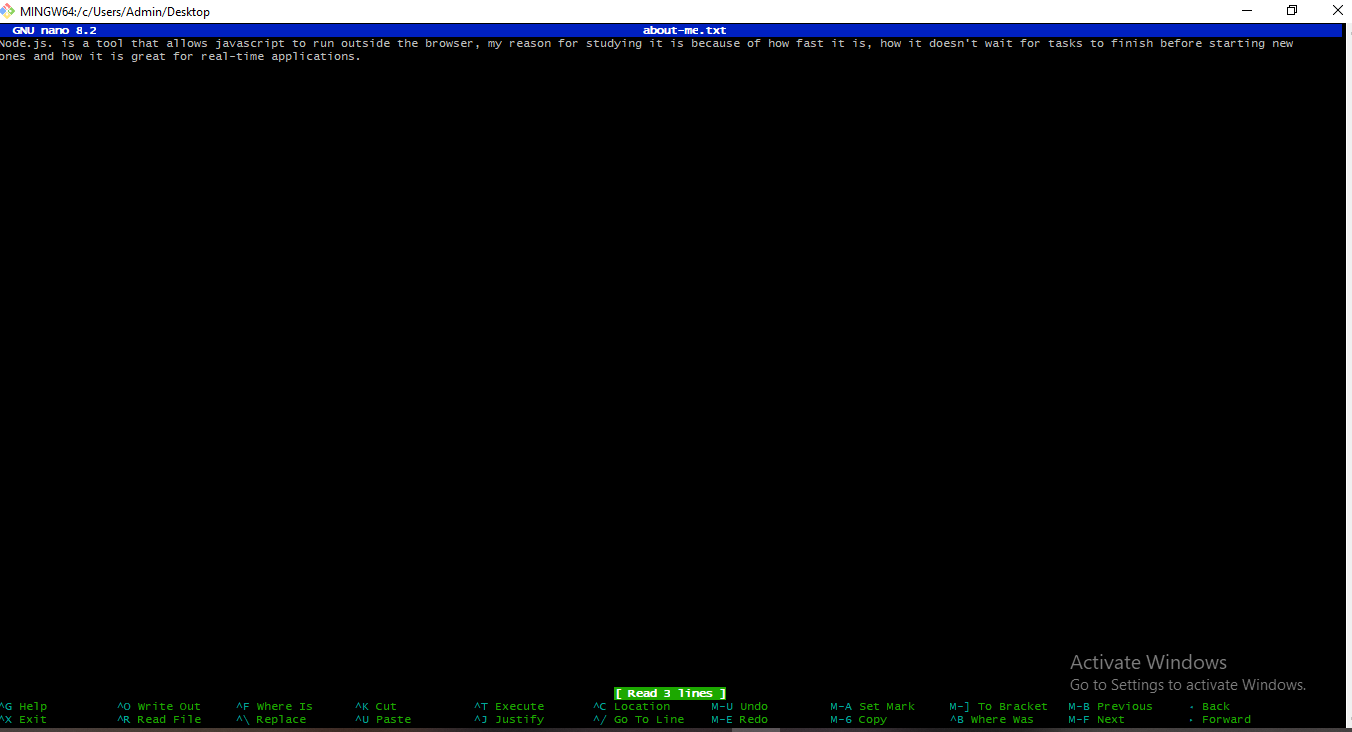 MINGW64:/c/Users/Admin/Desktop
GNU nano 8.2 about-me.txt
Node.js. is a tool that allows javascript to run outside the browser, my reason for studying it is because of how fast it is, how it doesn't wait for tasks to finish before starting new
ones and how it is great for real-time applications.
Activate Windows
Go to Settings to activate Windows.
[ Read 3 lines ]
^G Help ^O Write Out ^F Where Is ^K Cut ^T Execute ^C Location M-U Undo M-A Set Mark M-] To Bracket M-B Previous ◂ Back
^X Exit ^R Read File ^\ Replace ^U Paste ^J Justify ^/ Go To Line M-E Redo M-6 Copy ^B Where Was M-F Next ▸ Forward